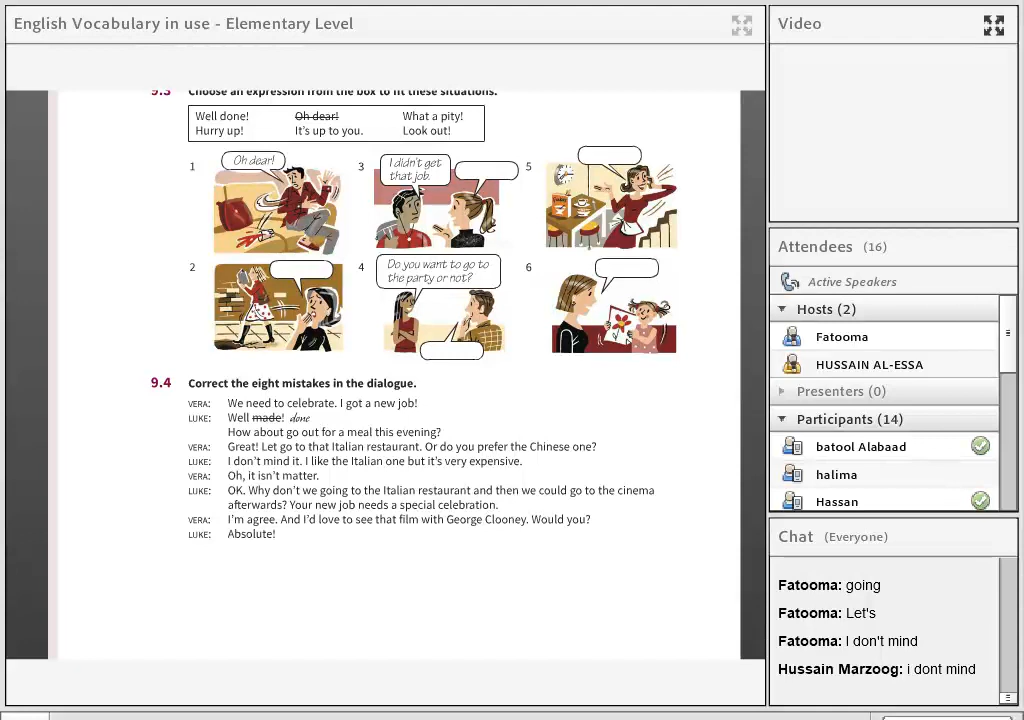 English Vocabulary in use - Elementary Level
9.3 Choose an expression from the box to fit these situations.
Well done! Oh dear! What a pity!
Hurry up! It's up to you. Look out!
1 Oh dear!
3 I didn't get
that job.
5
2
4 Do you want to go to
the party or not?
6
9.4 Correct the eight mistakes in the dialogue.
VERA: We need to celebrate. I got a new job!
LUKE: Well made! done
How about go out for a meal this evening?
VERA: Great! Let go to that Italian restaurant. Or do you prefer the Chinese one?
LUKE: I don't mind it. I like the Italian one but it's very expensive.
VERA: Oh, it isn't matter.
LUKE: OK. Why don't we going to the Italian restaurant and then we could go to the cinema
afterwards? Your new job needs a special celebration.
VERA: I'm agree. And I'd love to see that film with George Clooney. Would you?
LUKE: Absolute!
Video
Attendees (16)
Active Speakers
Hosts (2)
Fatooma
HUSSAIN AL-ESSA
Presenters (0)
Participants (14)
batool Alabaad
halima
Hassan
Chat (Everyone)
Fatooma: going
Fatooma: Let's
Fatooma: I don't mind
Hussain Marzoog: i dont mind